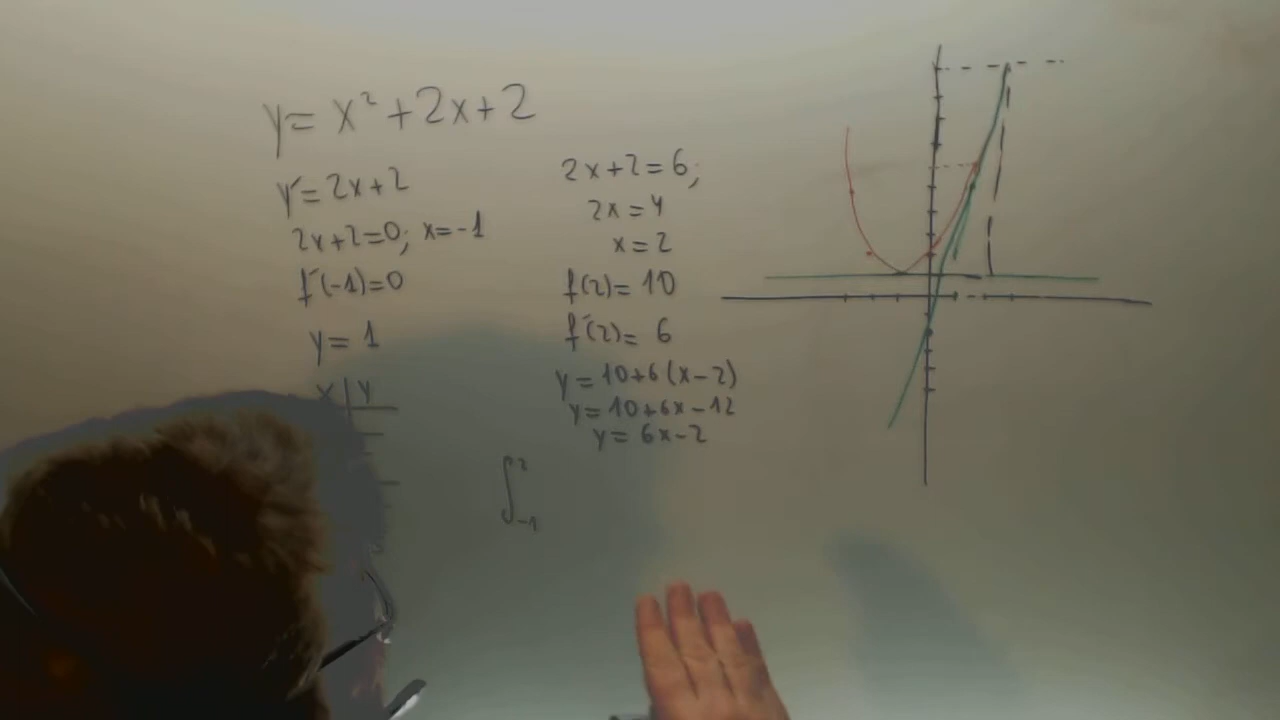 y = x² + 2x + 2
y' = 2x + 2
2x + 2 = 0; x = -1
f'(-1) = 0
y = 1
x | y
2x + 2 = 6;
2x = 4
x = 2
f(2) = 10
f'(2) = 6
y = 10 + 6(x - 2)
y = 10 + 6x - 12
y = 6x - 2
∫₋₁²